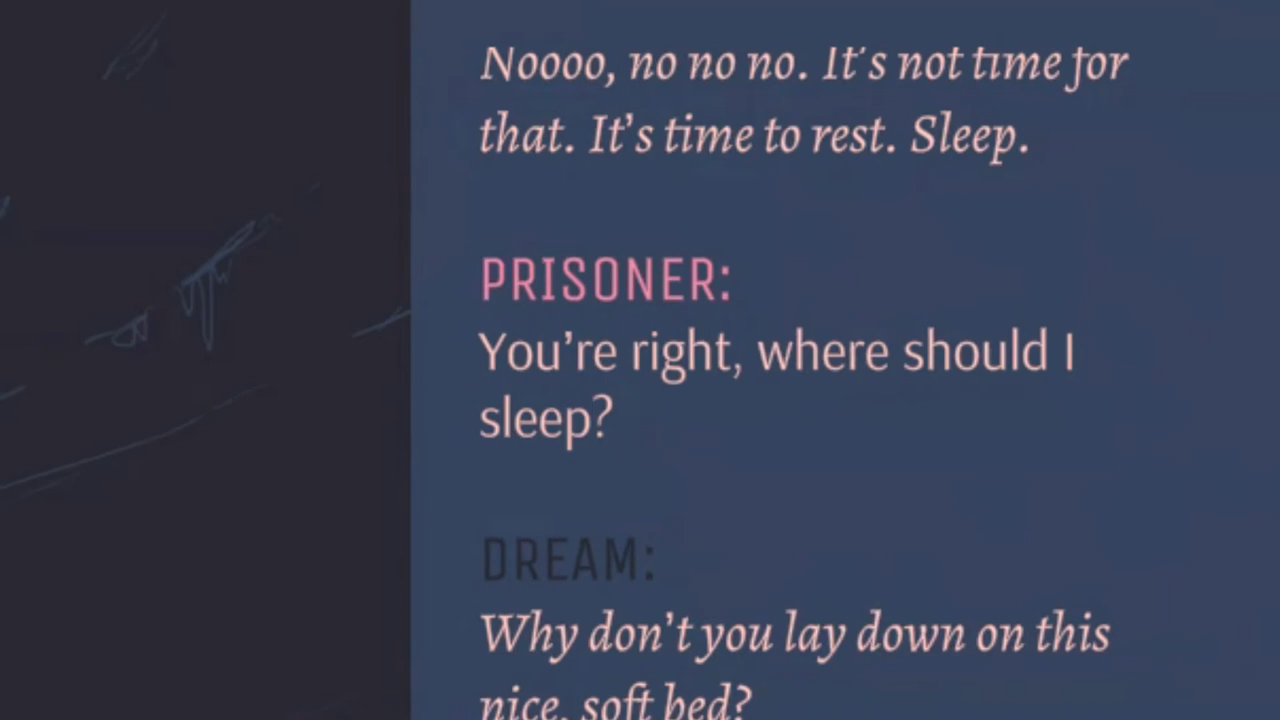 Noooo, no no no. It's not time for
that. It's time to rest. Sleep.
PRISONER:
You're right, where should I
sleep?
DREAM:
Why don't you lay down on this
nice, soft bed?